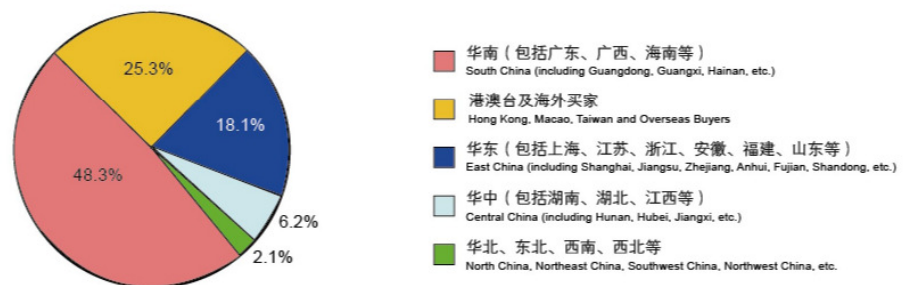 25.3%
18.1%
48.3%
6.2%
2.1%
华南（包括广东、广西、海南等）
South China (including Guangdong, Guangxi, Hainan, etc.)
港澳台及海外买家
Hong Kong, Macao, Taiwan and Overseas Buyers
华东（包括上海、江苏、浙江、安徽、福建、山东等）
East China (including Shanghai, Jiangsu, Zhejiang, Anhui, Fujian, Shandong, etc.)
华中（包括湖南、湖北、江西等）
Central China (including Hunan, Hubei, Jiangxi, etc.)
华北、东北、西南、西北等
North China, Northeast China, Southwest China, Northwest China, etc.